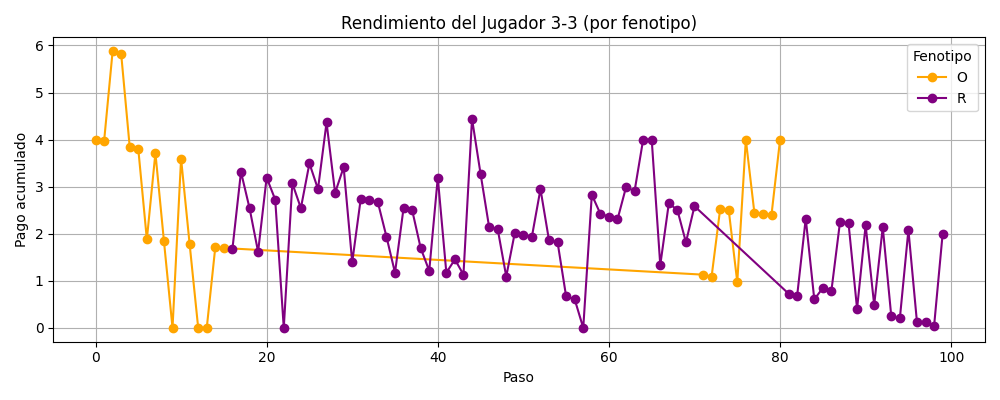 Rendimiento del Jugador 3-3 (por fenotipo)
Pago acumulado
6
5
4
3
2
1
0
0 20 40 60 80 100
Paso
Fenotipo
O
R